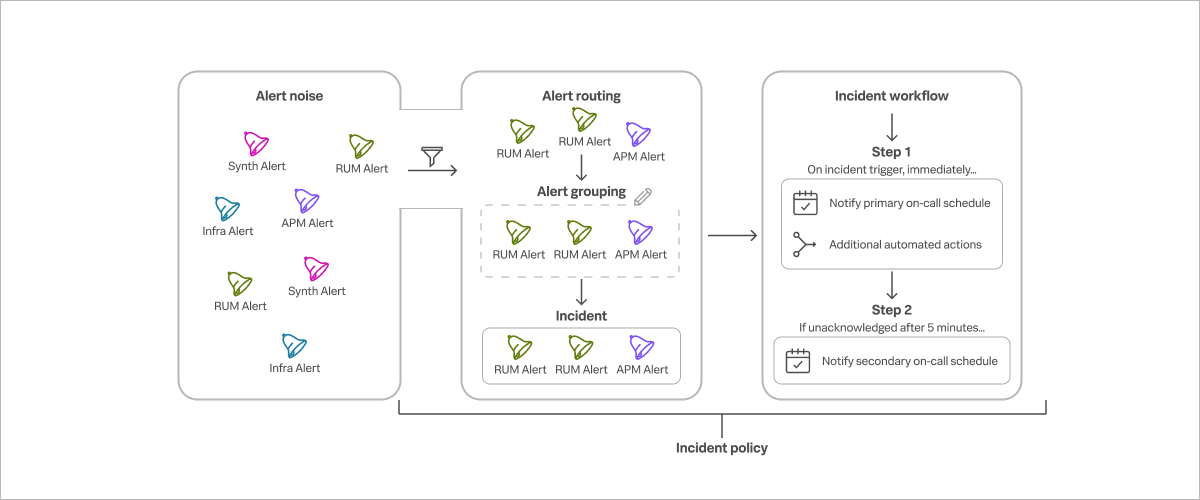 Alert noise
Synth Alert
RUM Alert
Infra Alert
APM Alert
RUM Alert
Synth Alert
Infra Alert
Alert routing
RUM Alert
RUM Alert
APM Alert
Alert grouping
RUM Alert
RUM Alert
APM Alert
Incident
RUM Alert
RUM Alert
APM Alert
Incident workflow
Step 1
On incident trigger, immediately...
Notify primary on-call schedule
Additional automated actions
Step 2
If unacknowledged after 5 minutes...
Notify secondary on-call schedule
Incident policy